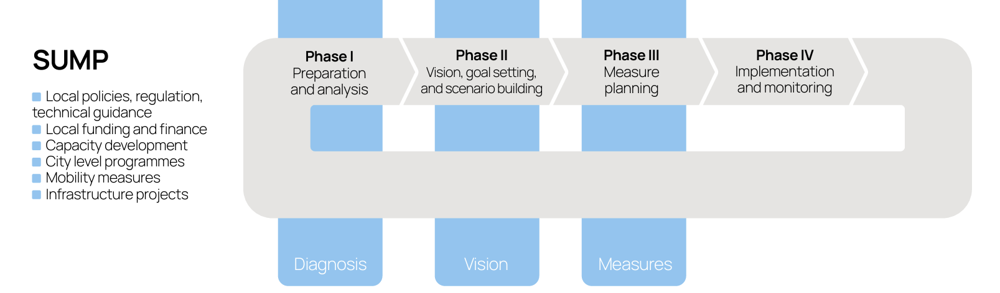 SUMP
Local policies, regulation,
technical guidance
Local funding and finance
Capacity development
City level programmes
Mobility measures
Infrastructure projects
Phase I
Preparation
and analysis
Phase II
Vision, goal setting,
and scenario building
Phase III
Measure
planning
Phase IV
Implementation
and monitoring
Diagnosis
Vision
Measures